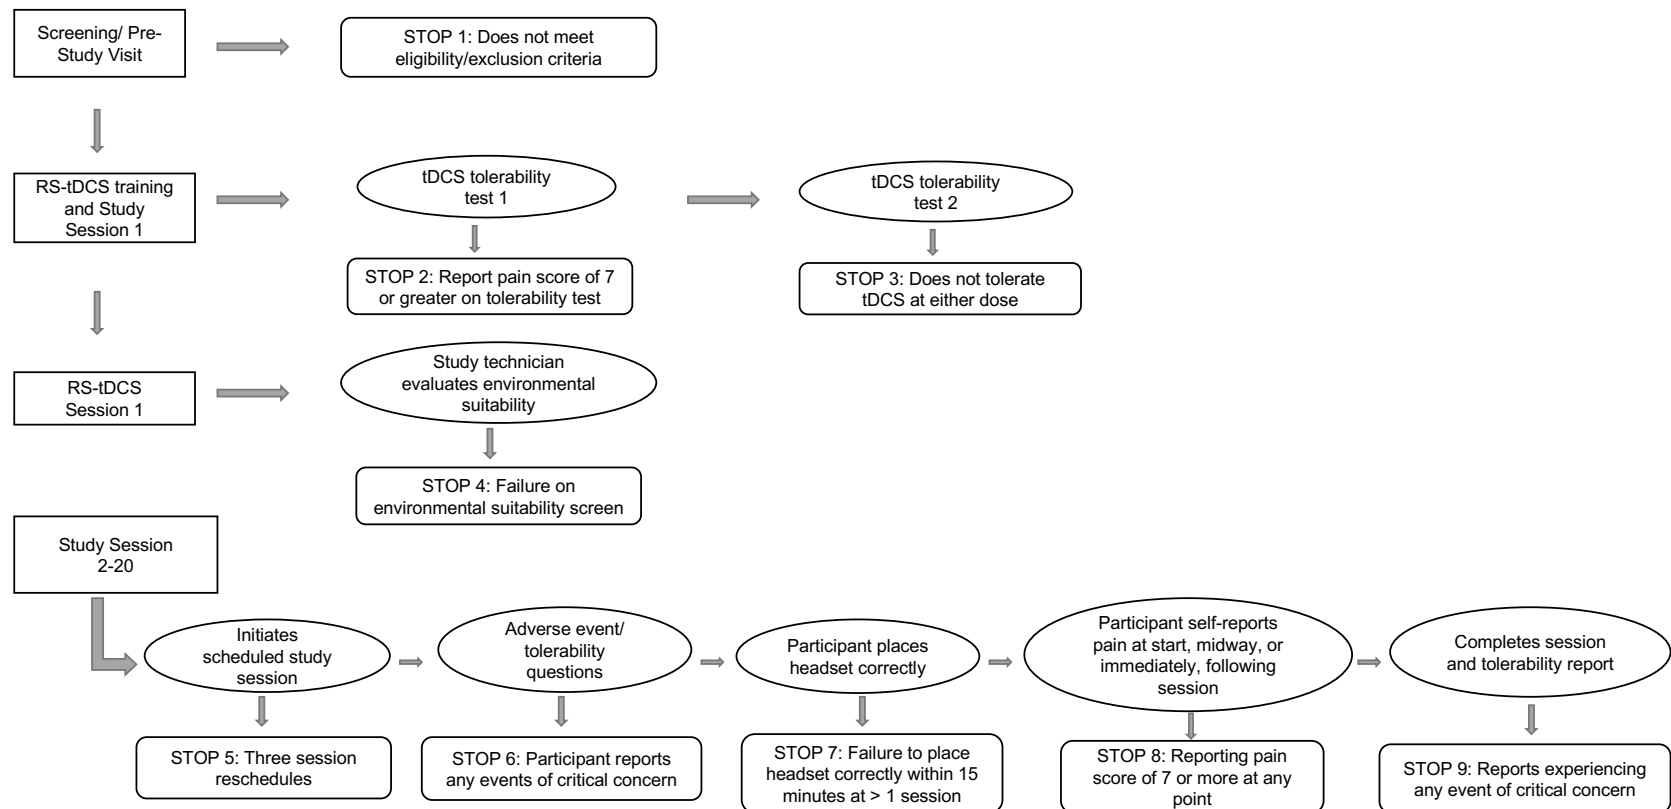 Screening/ Pre-
Study Visit
STOP 1: Does not meet
eligibility/exclusion criteria
RS-tDCS training
and Study
Session 1
tDCS tolerability
test 1
tDCS tolerability
test 2
STOP 2: Report pain score of 7
or greater on tolerability test
STOP 3: Does not tolerate
tDCS at either dose
RS-tDCS
Session 1
Study technician
evaluates environmental
suitability
STOP 4: Failure on
environmental suitability screen
Study Session
2-20
Initiates
scheduled study
session
Adverse event/
tolerability
questions
Participant places
headset correctly
Participant self-reports
pain at start, midway, or
immediately, following
session
Completes session
and tolerability report
STOP 5: Three session
reschedules
STOP 6: Participant reports
any events of critical concern
STOP 7: Failure to place
headset correctly within 15
minutes at > 1 session
STOP 8: Reporting pain
score of 7 or more at any
point
STOP 9: Reports experiencing
any event of critical concern